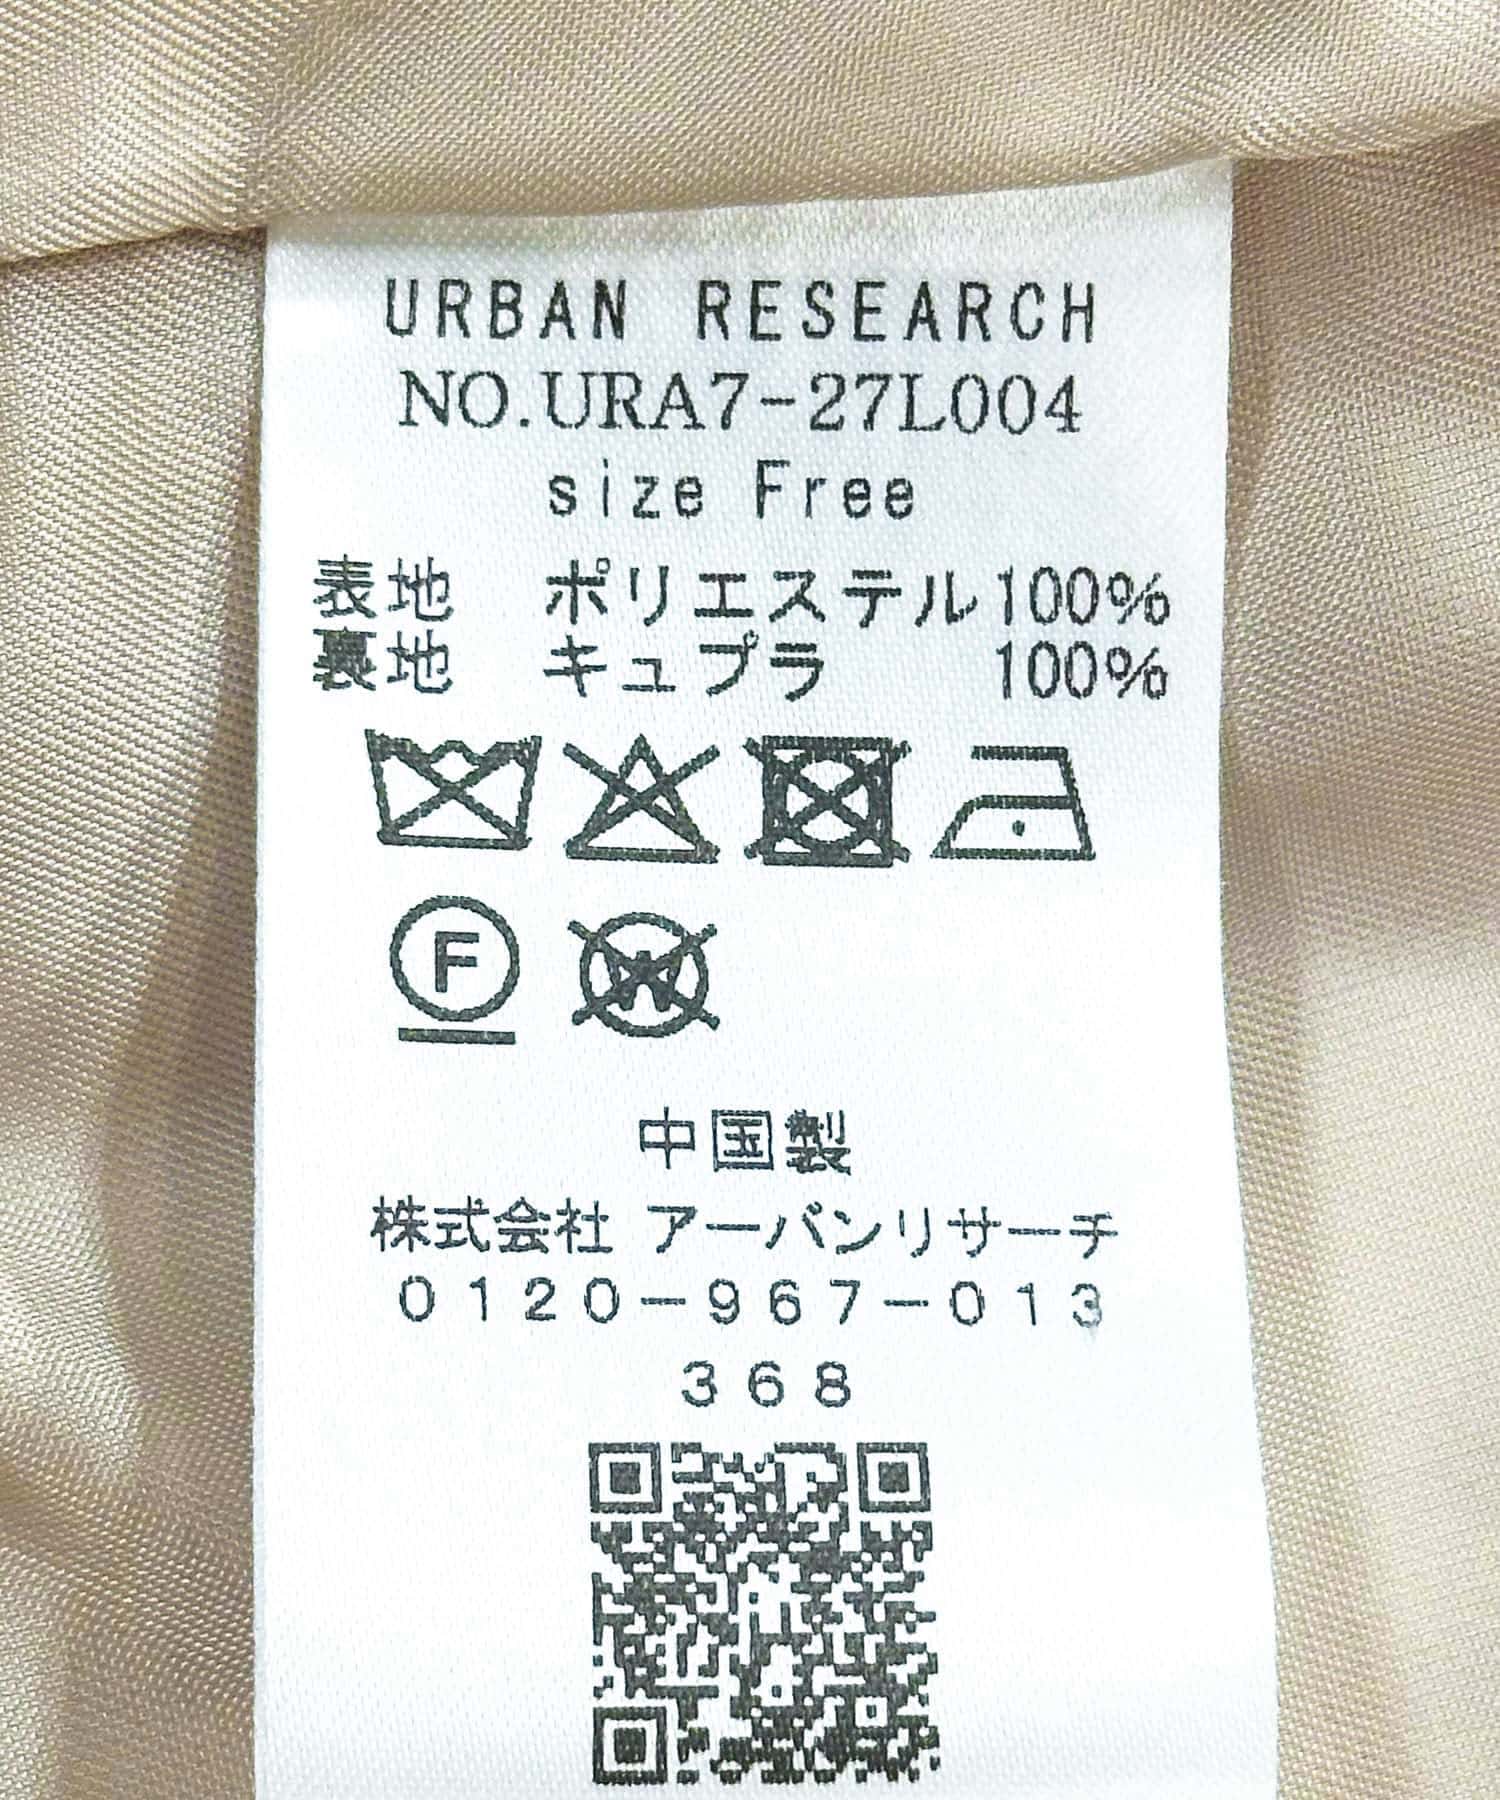 URBAN RESEARCH
NO.URA7-27L004
size Free
表地 ポリエステル100%
裏地 キュプラ 100%
F
W
中国製
株式会社 アーバンリサーチ
0120-967-013
368